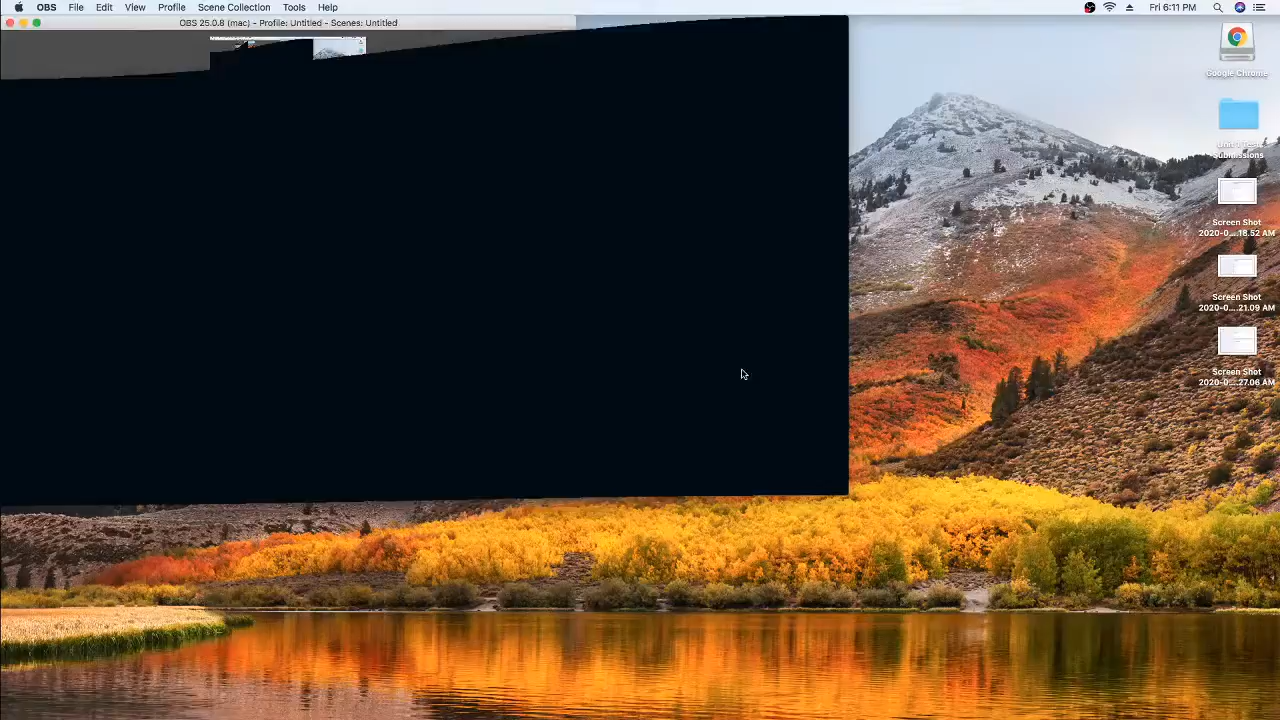 OBS File Edit View Profile Scene Collection Tools Help Fri 6:11 PM
OBS 25.0.8 (mac) - Profile: Untitled - Scenes: Untitled
Google Chrome
Submissions
Screen Shot
2020-0....18.52 AM
Screen Shot
2020-0....21.09 AM
Screen Shot
2020-0....27.06 AM